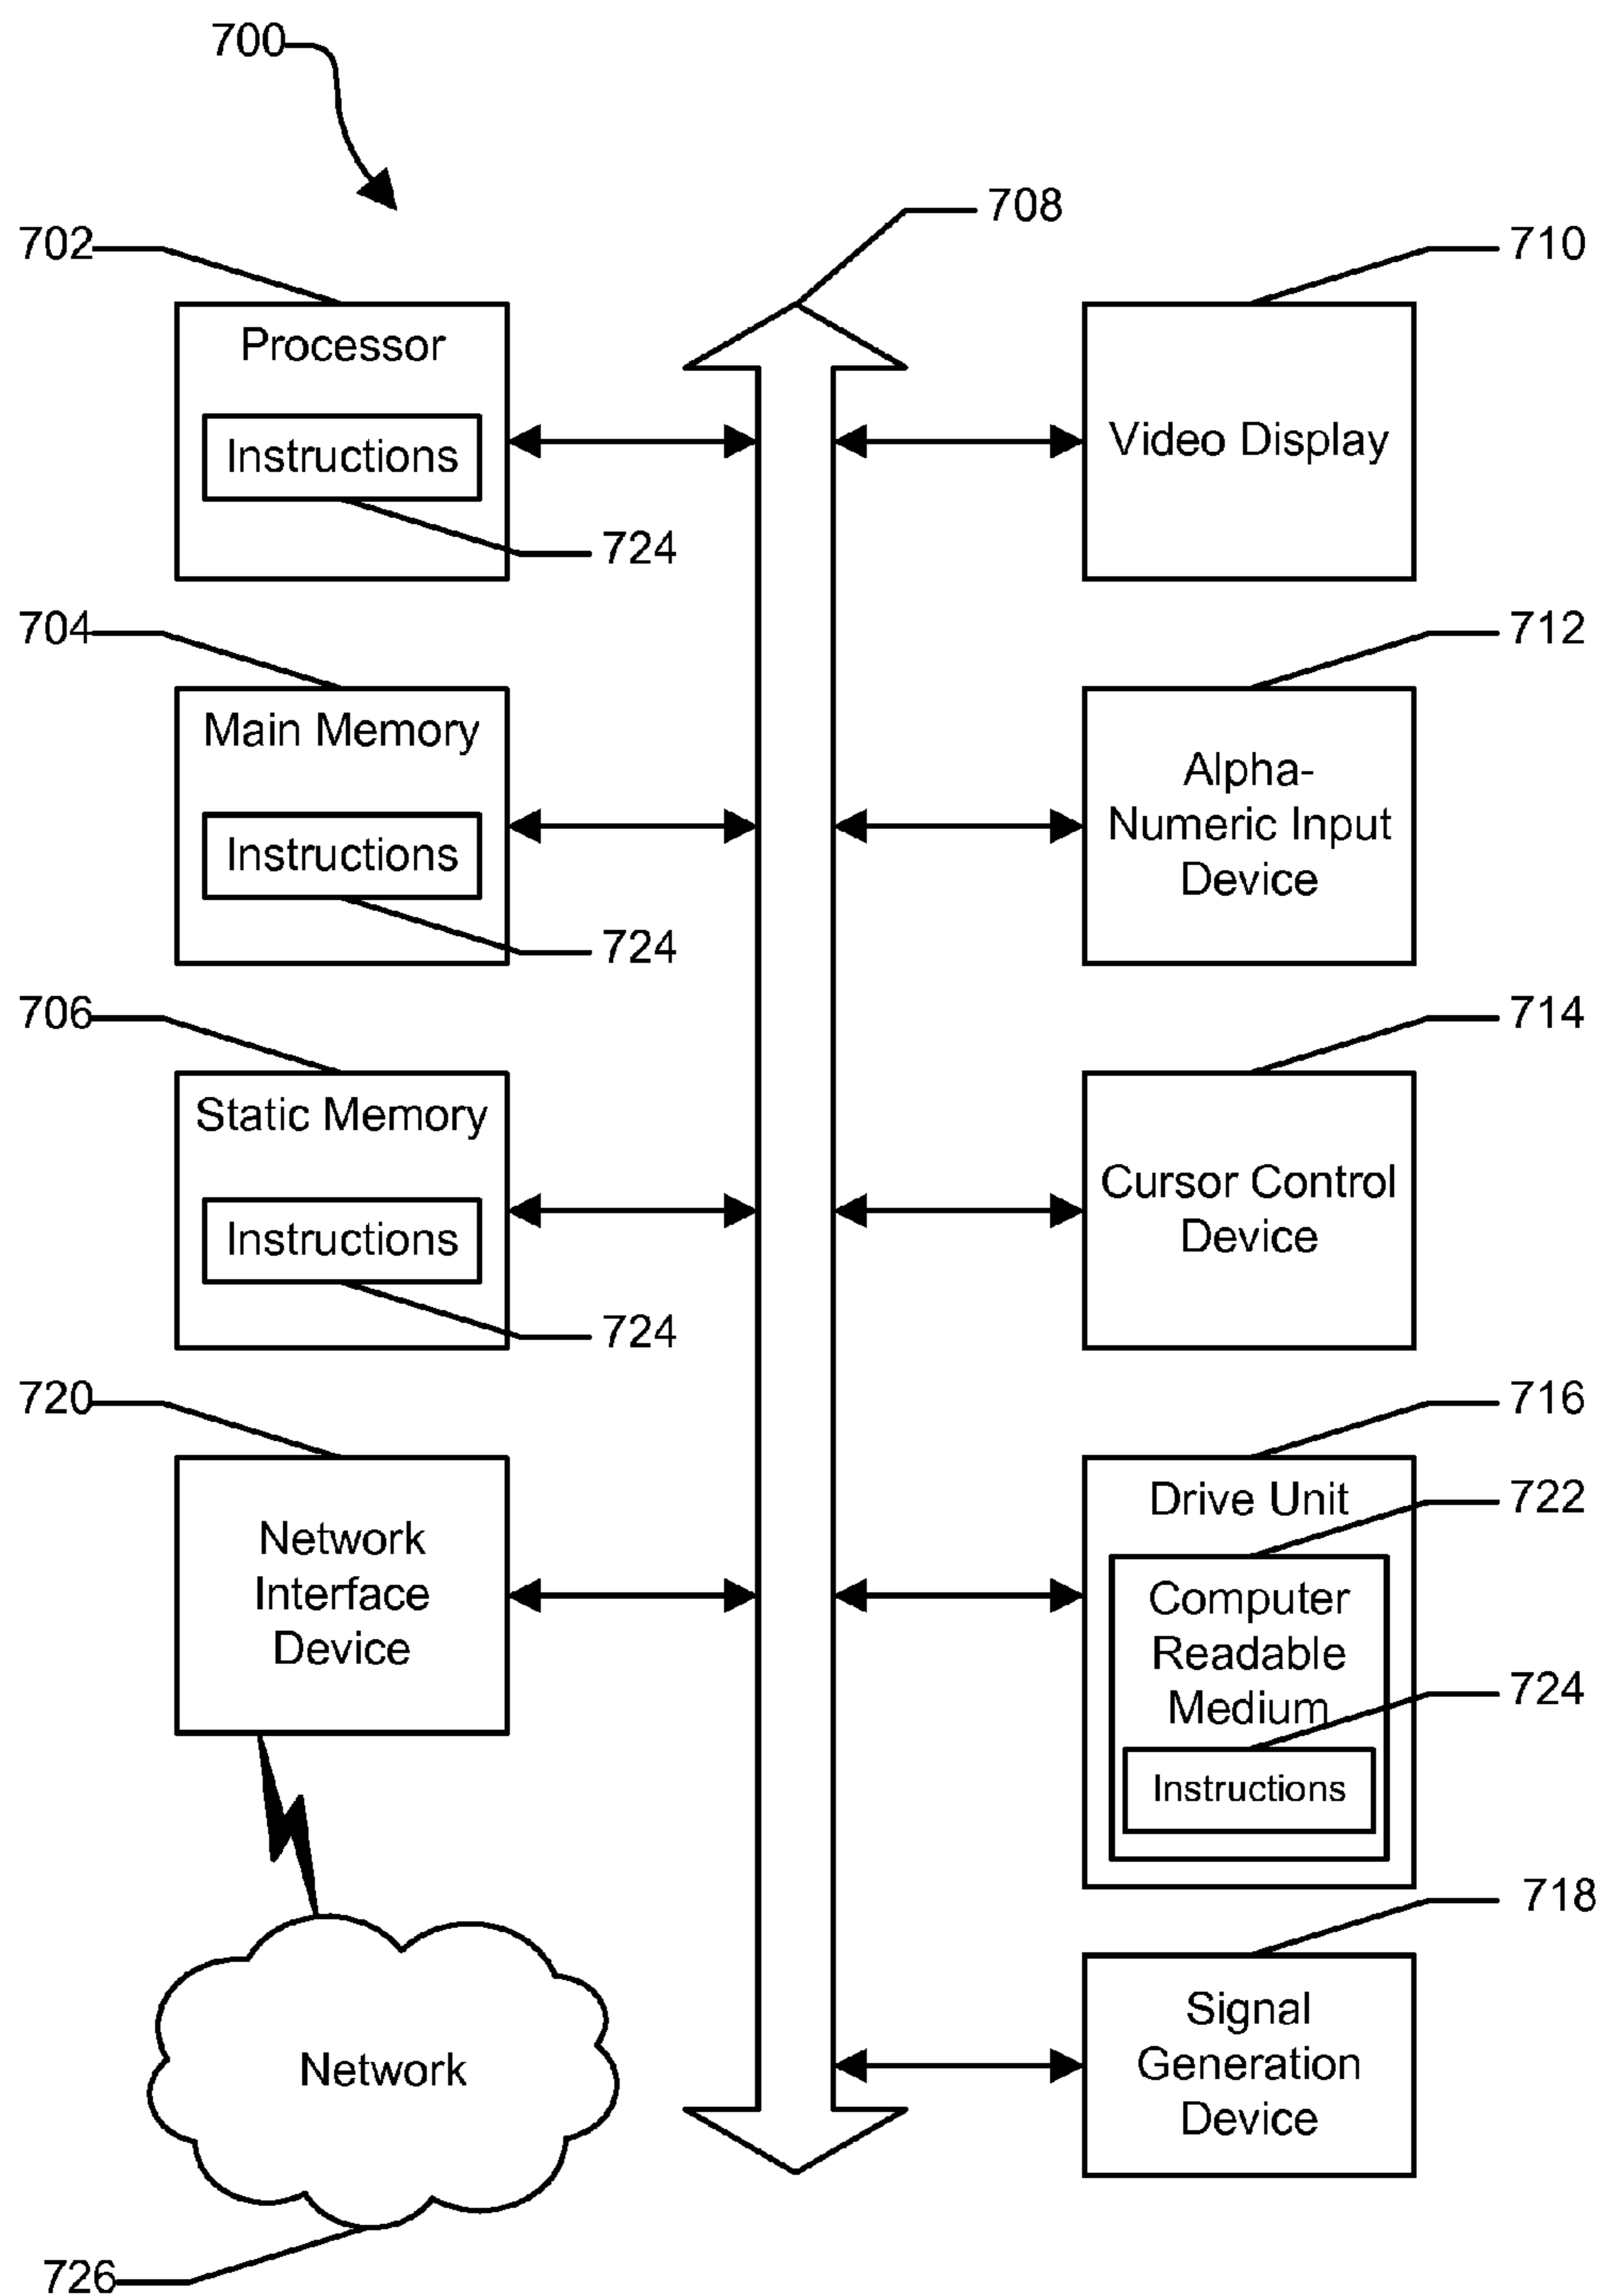 700
708
702
710
Processor
Instructions
724
Video Display
704
712
Main Memory
Instructions
724
Alpha-
Numeric Input
Device
706
714
Static Memory
Instructions
724
Cursor Control
Device
720
716
Network
Interface
Device
Drive Unit
722
Computer
Readable
Medium
724
Instructions
718
Signal
Generation
Device
Network
726